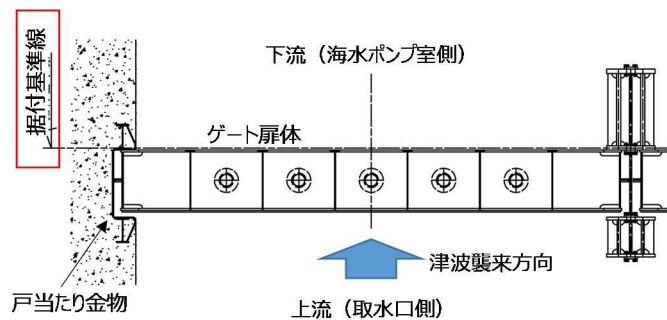 据付基準線
下流（海水ポンプ室側）
ゲート扉体
津波襲来方向
戸当たり金物
上流（取水口側）